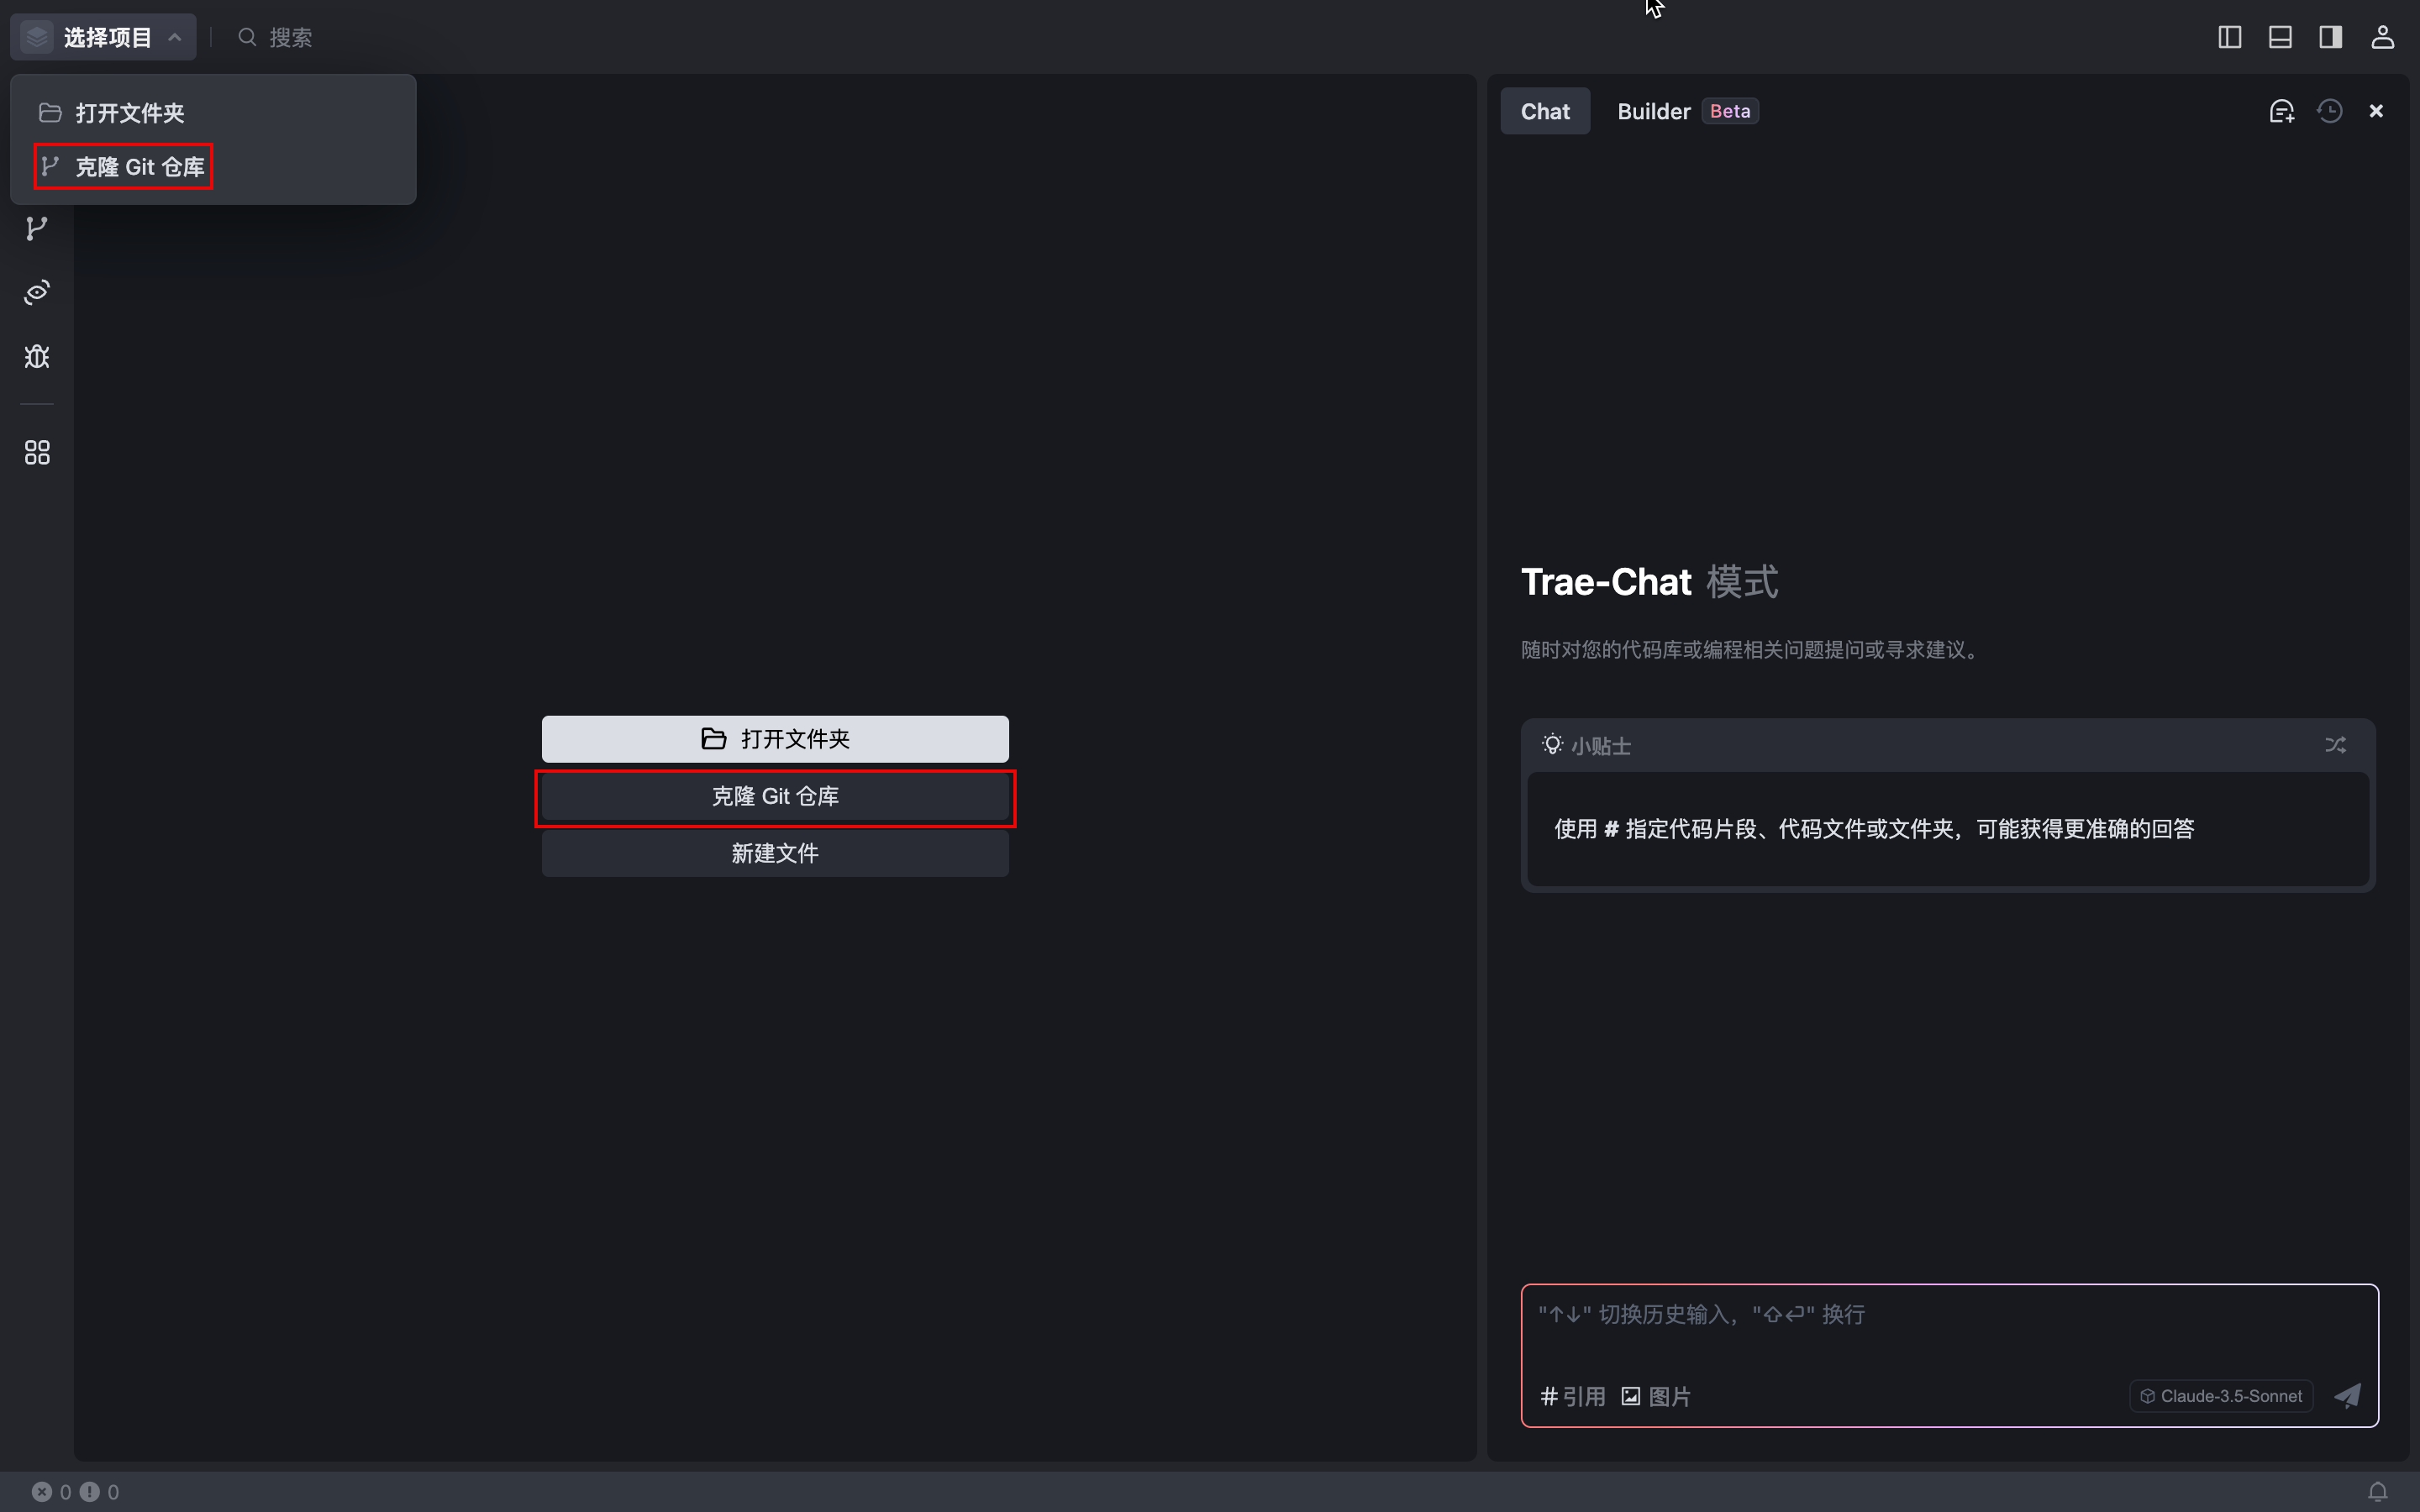 选择项目
搜索
打开文件夹
克隆 Git 仓库
打开文件夹
克隆 Git 仓库
新建文件
Chat
Builder Beta
Trae-Chat 模式
随时对您的代码库或编程相关问题提问或寻求建议。
小贴士
使用 # 指定代码片段、代码文件或文件夹，可能获得更准确的回答
"↑↓" 切换历史输入，"⇧⏎" 换行
#引用 图片
Claude-3.5-Sonnet
0 0